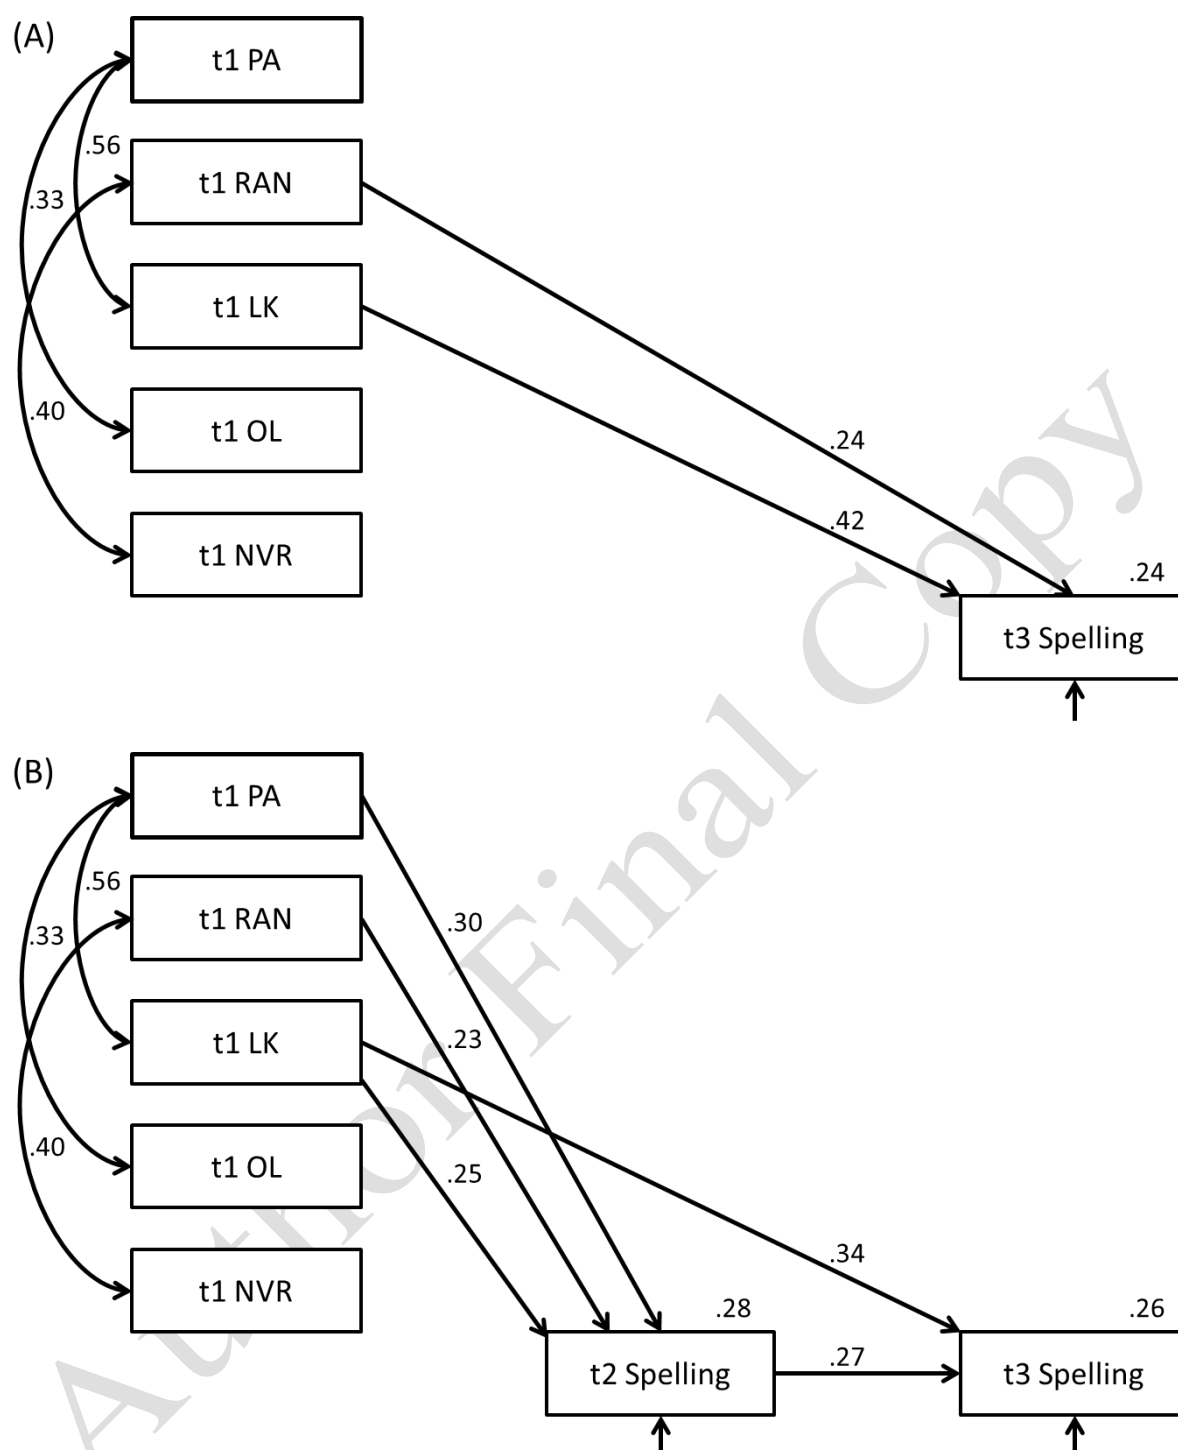 (A)
t1 PA
.56
t1 RAN
.33
t1 LK
.40
t1 OL
.24
.42
t1 NVR
.24
t3 Spelling
(B)
t1 PA
.56
.30
t1 RAN
.33
t1 LK
.23
.40
t1 OL
.25
t1 NVR
.34
.28
.26
t2 Spelling
.27
t3 Spelling
Author Final Copy